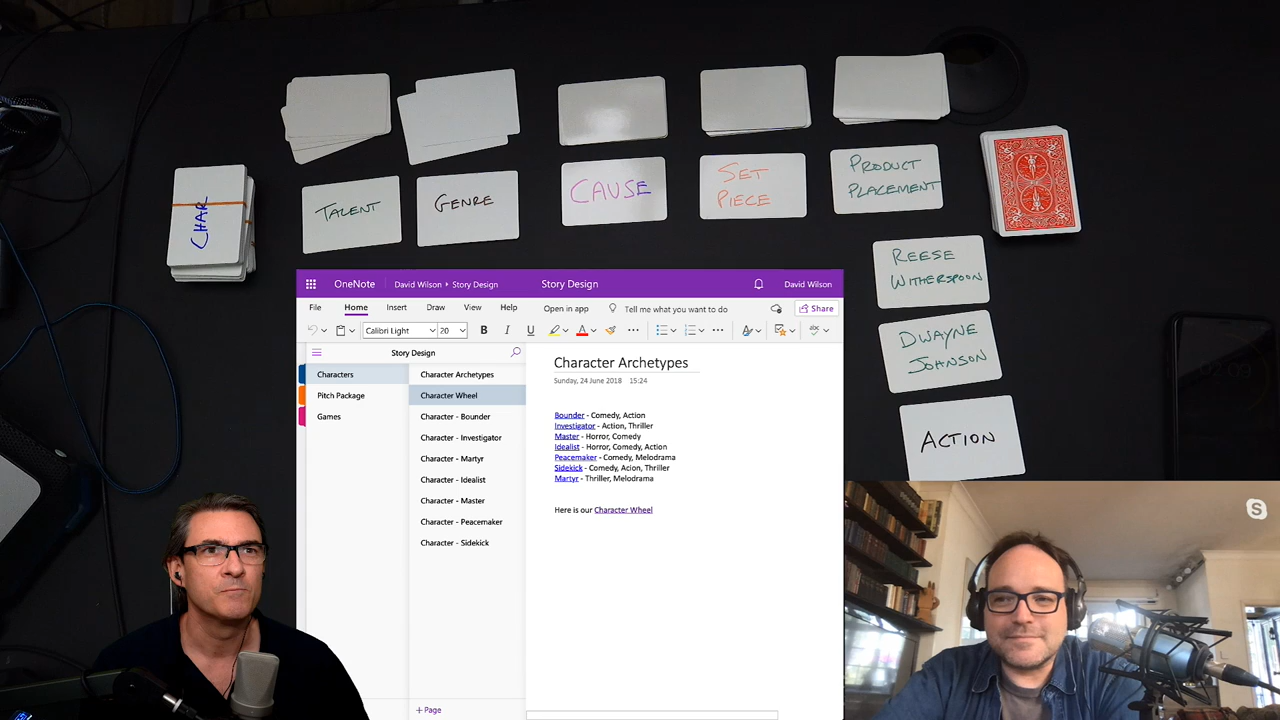 CHAR
TALENT
GENRE
CAUSE
SET
PIECE
PRODUCT
PLACEMENT
REESE
WITHERSPOON
DWAYNE
JOHNSON
ACTION
OneNote David Wilson › Story Design Story Design David Wilson
File Home Insert Draw View Help Open in app Tell me what you want to do Share
Calibri Light 20 B I U A abc
Story Design
Characters
Pitch Package
Games
Character Archetypes
Character Wheel
Character - Bounder
Character - Investigator
Character - Martyr
Character - Idealist
Character - Master
Character - Peacemaker
Character - Sidekick
+ Page
Character Archetypes
Sunday, 24 June 2018 15:24
Bounder - Comedy, Action
Investigator - Action, Thriller
Master - Horror, Comedy
Idealist - Horror, Comedy, Action
Peacemaker - Comedy, Melodrama
Sidekick - Comedy, Acion, Thriller
Martyr - Thriller, Melodrama
Here is our Character Wheel
S